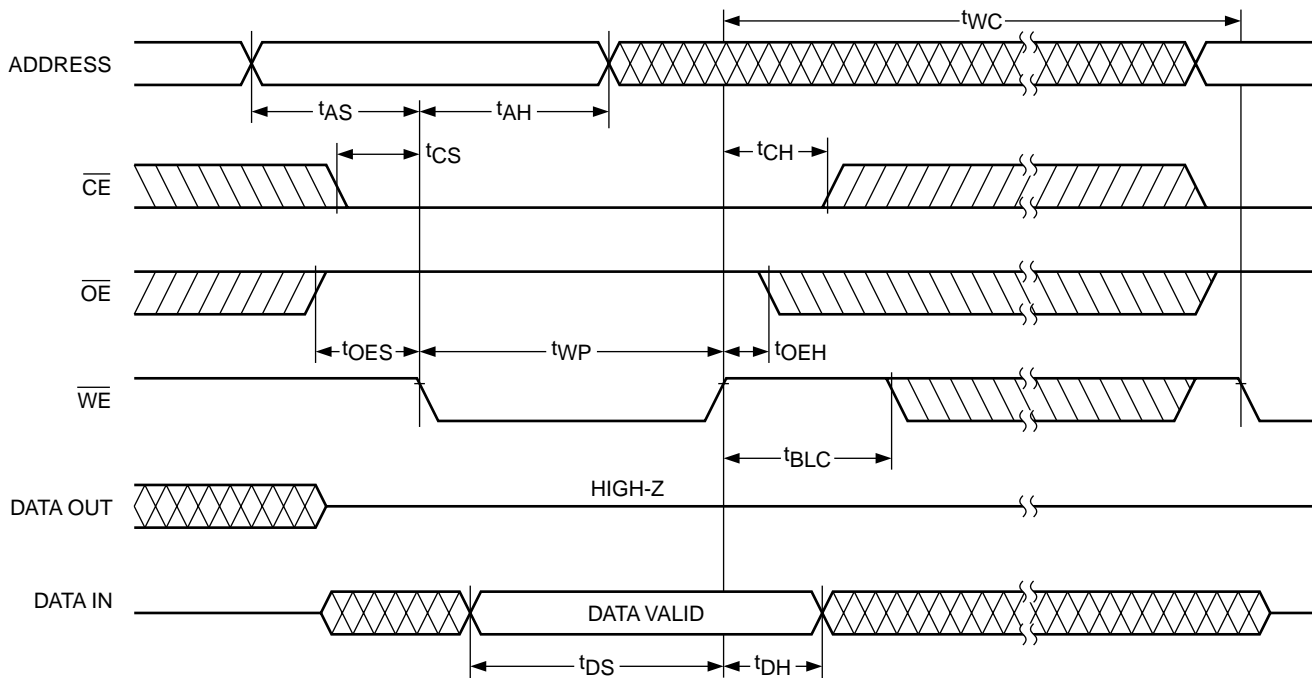 tWC
ADDRESS
tAS
tAH
tCS
tCH
CE
OE
tOES
tWP
tOEH
WE
tBLC
HIGH-Z
DATA OUT
DATA IN
DATA VALID
tDS
tDH